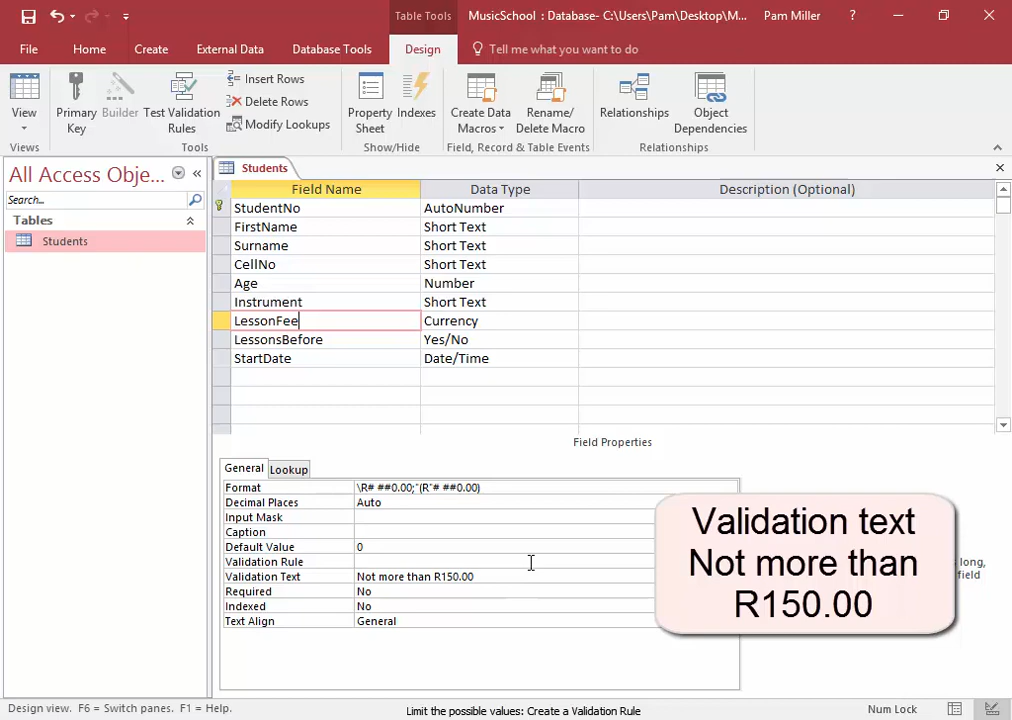 Table Tools
MusicSchool : Database- C:\Users\Pam\Desktop\M...
Pam Miller
?
File
Home
Create
External Data
Database Tools
Design
Tell me what you want to do
View
Primary
Key
Builder
Test Validation
Rules
Insert Rows
Delete Rows
Modify Lookups
Property
Sheet
Indexes
Create Data
Macros
Rename/
Delete Macro
Relationships
Object
Dependencies
Views
Tools
Show/Hide
Field, Record & Table Events
Relationships
All Access Obje...
Search...
Tables
Students
Students
Field Name Data Type Description (Optional)
StudentNo AutoNumber
FirstName Short Text
Surname Short Text
CellNo Short Text
Age Number
Instrument Short Text
LessonFee Currency
LessonsBefore Yes/No
StartDate Date/Time
Field Properties
General Lookup
Format \R# ##0.00;"(R"# ##0.00)
Decimal Places Auto
Input Mask
Caption
Default Value 0
Validation Rule
Validation Text Not more than R150.00
Required No
Indexed No
Text Align General
Validation text
Not more than
R150.00
long,
field
Design view. F6 = Switch panes. F1 = Help.
Limit the possible values: Create a Validation Rule
Num Lock